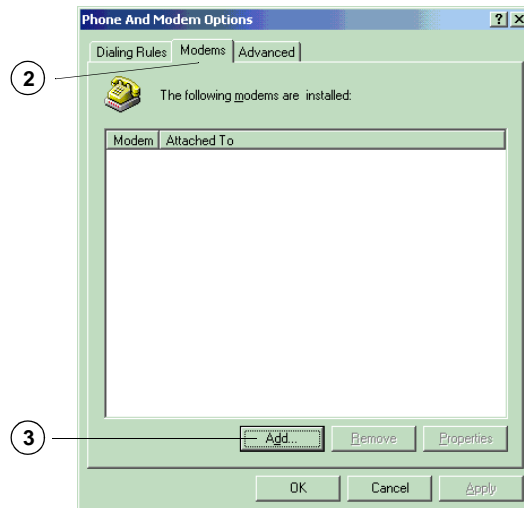 Phone And Modem Options ? X
Dialing Rules Modems Advanced
2
The following modems are installed:
Modem Attached To
3
Add... Remove Properties
OK Cancel Apply